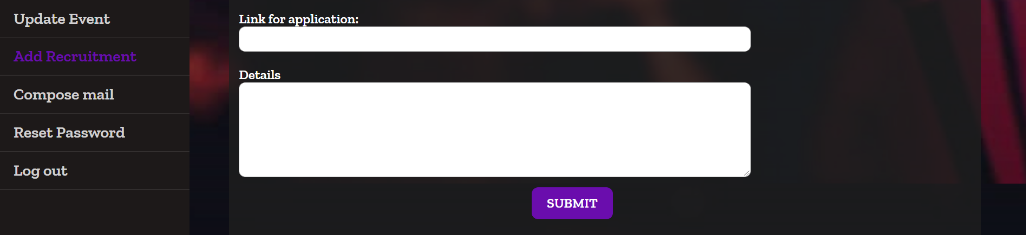 Update Event
Add Recruitment
Compose mail
Reset Password
Log out
Link for application:
Details
SUBMIT